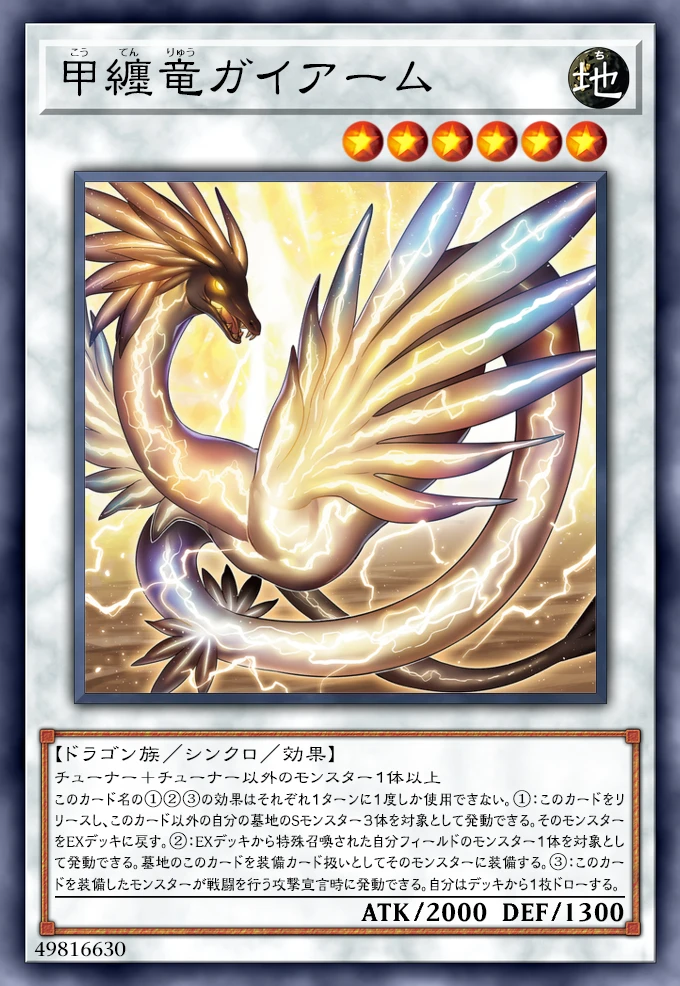 こう てん りゅう
甲纏竜ガイアーム
ち
地
【ドラゴン族／シンクロ／効果】
チューナー＋チューナー以外のモンスター1体以上
このカード名の①②③の効果はそれぞれ1ターンに1度しか使用できない。①：このカードをリ
リースし、このカード以外の自分の墓地のSモンスター3体を対象として発動できる。そのモンスター
をEXデッキに戻す。②：EXデッキから特殊召喚された自分フィールドのモンスター1体を対象とし
て発動できる。墓地のこのカードを装備カード扱いとしてそのモンスターに装備する。③：このカー
ドを装備したモンスターが戦闘を行う攻撃宣言時に発動できる。自分はデッキから1枚ドローする。
ATK/2000 DEF/1300
49816630